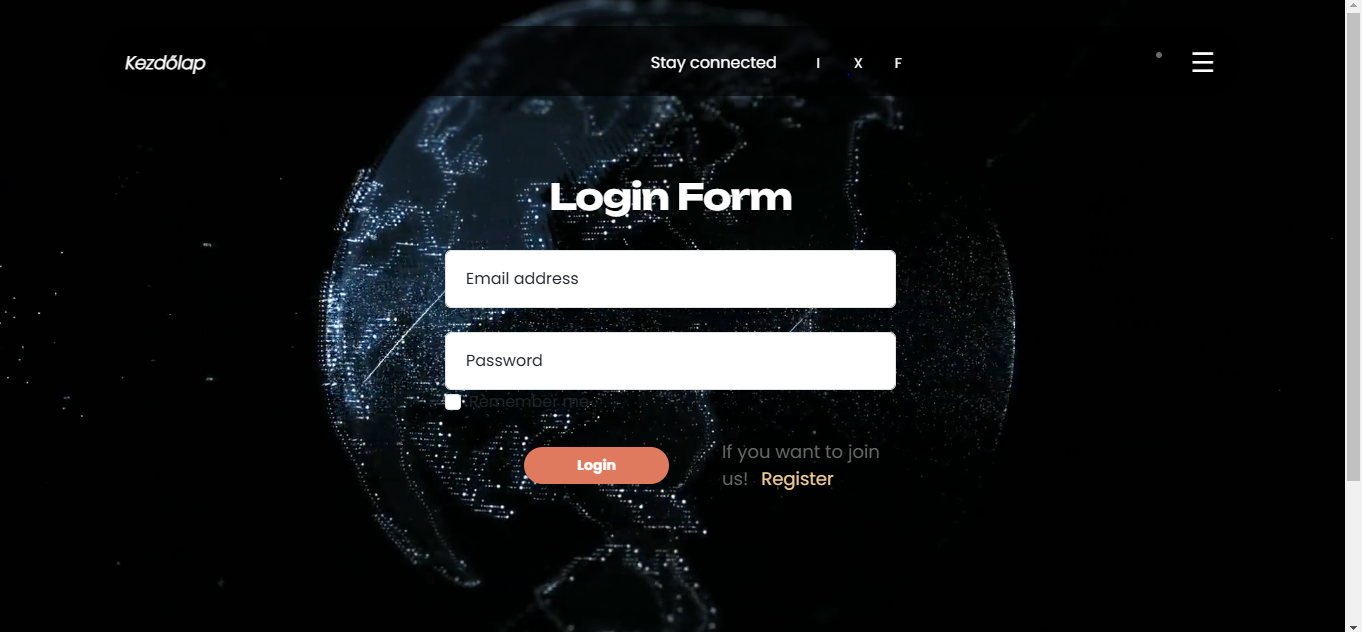 Kezdőlap
Stay connected I X F
Login Form
Email address
Password
Remember me
Login
If you want to join
us! Register